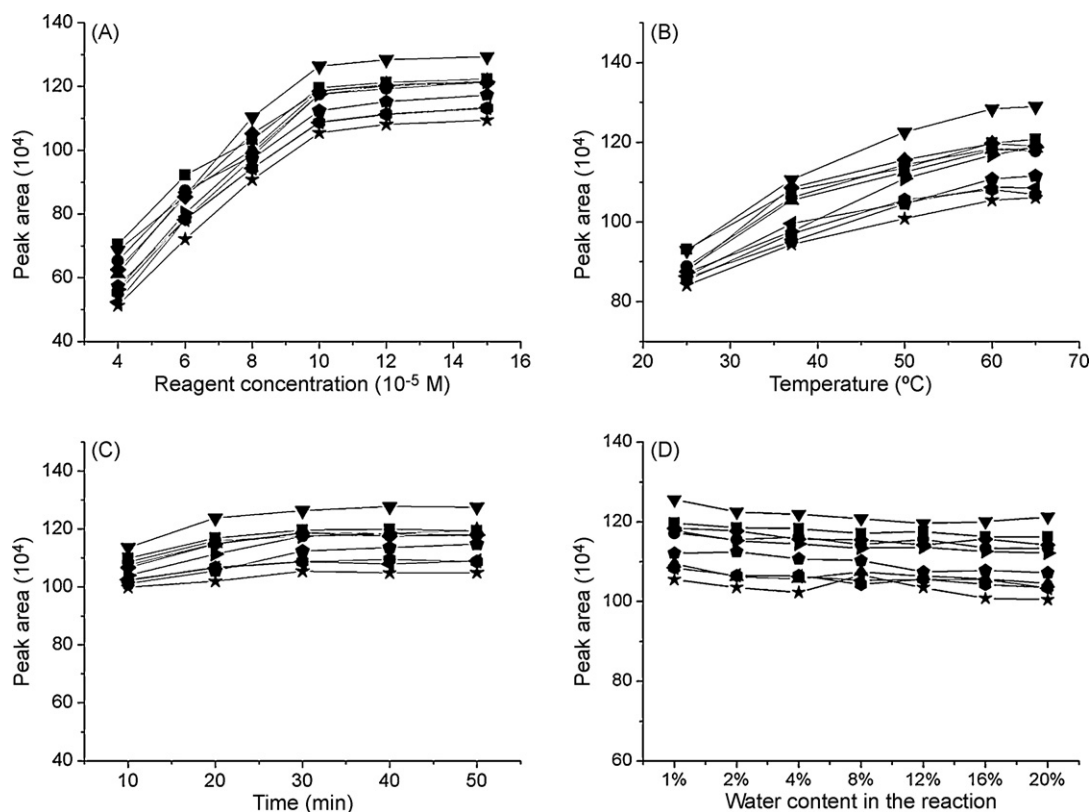 (A)
140
120
100
80
60
40
Peak area (10⁴)
4 6 8 10 12 14 16
Reagent concentration (10⁻⁵ M)
(B)
140
120
100
80
Peak area (10⁴)
20 30 40 50 60 70
Temperature (ºC)
(C)
140
120
100
80
60
40
Peak area (10⁴)
10 20 30 40 50
Time (min)
(D)
140
120
100
80
60
Peak area (10⁴)
1% 2% 4% 8% 12% 16% 20%
Water content in the reaction